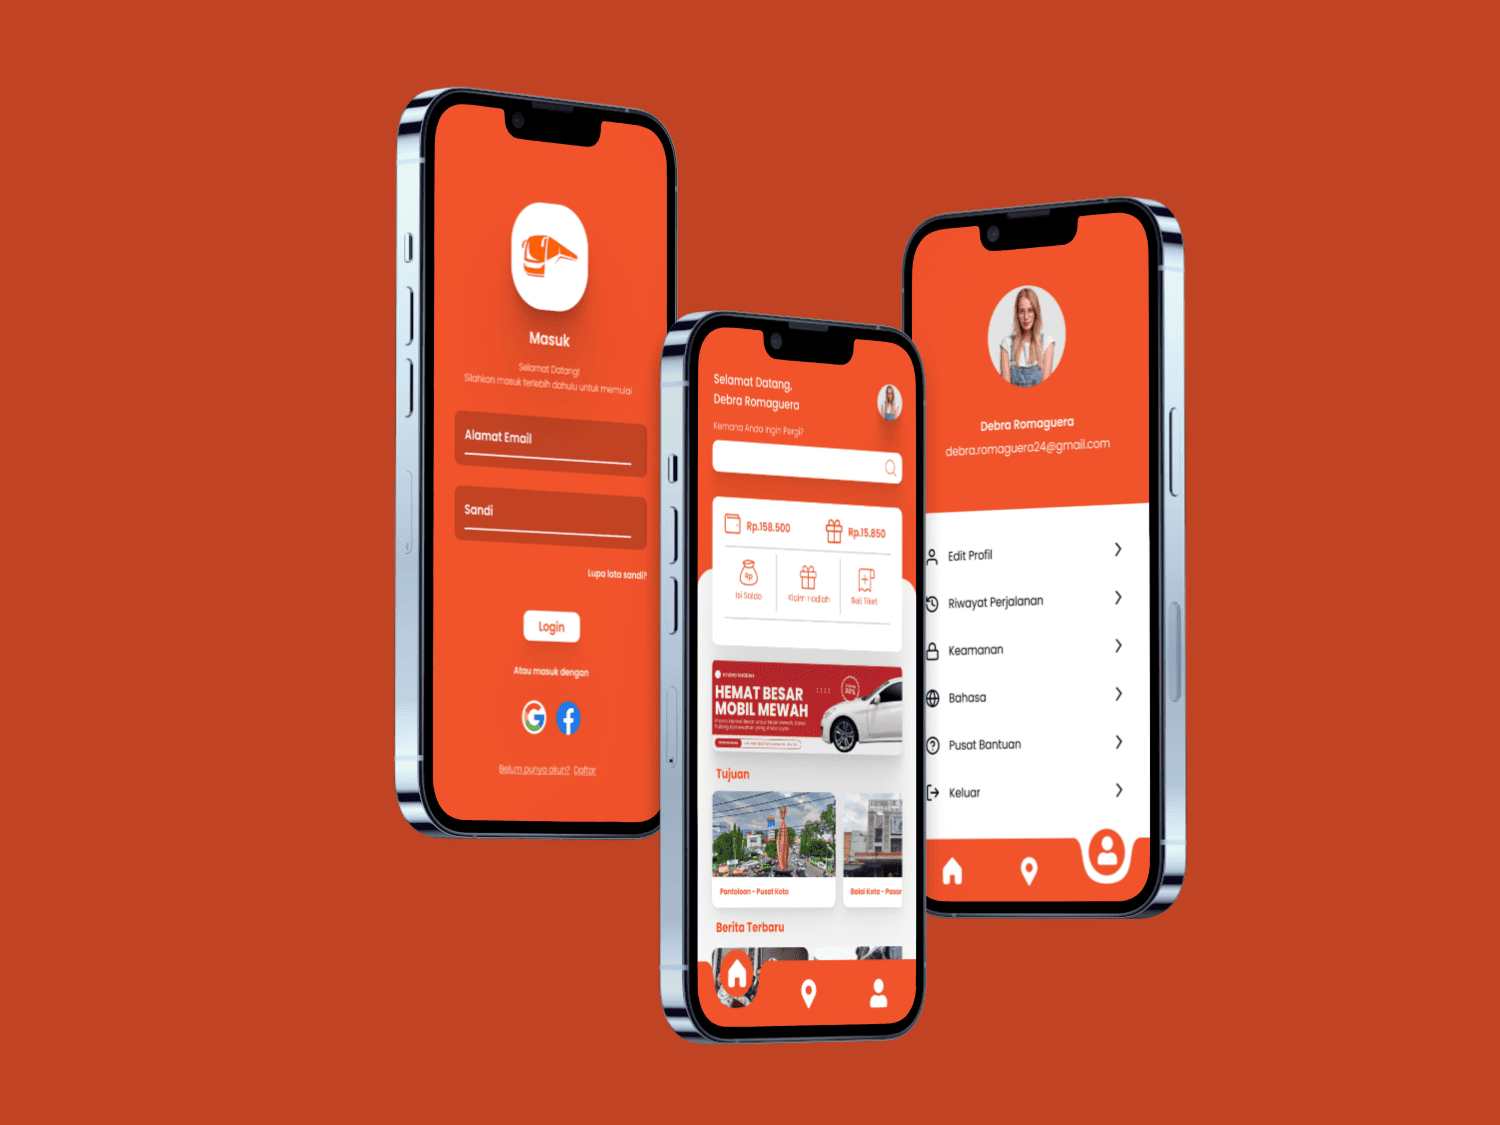 Masuk
Selamat Datang!
Silahkan masuk terlebih dahulu untuk memulai
Alamat Email
Sandi
Lupa kata sandi?
Login
Atau masuk dengan
Belum punya akun? Daftar
Selamat Datang,
Debra Romaguera
Kemana Anda Ingin Pergi?
Rp.158.500
Rp.15.850
Rp
Isi Saldo
Klaim Hadiah
Beli Tiket
HEMAT BESAR
MOBIL MEWAH
30%
Tujuan
Pantoloan - Pusat Kota
Balai Kota - Pasar
Berita Terbaru
Debra Romaguera
debra.romaguera24@gmail.com
Edit Profil
Riwayat Perjalanan
Keamanan
Bahasa
Pusat Bantuan
Keluar